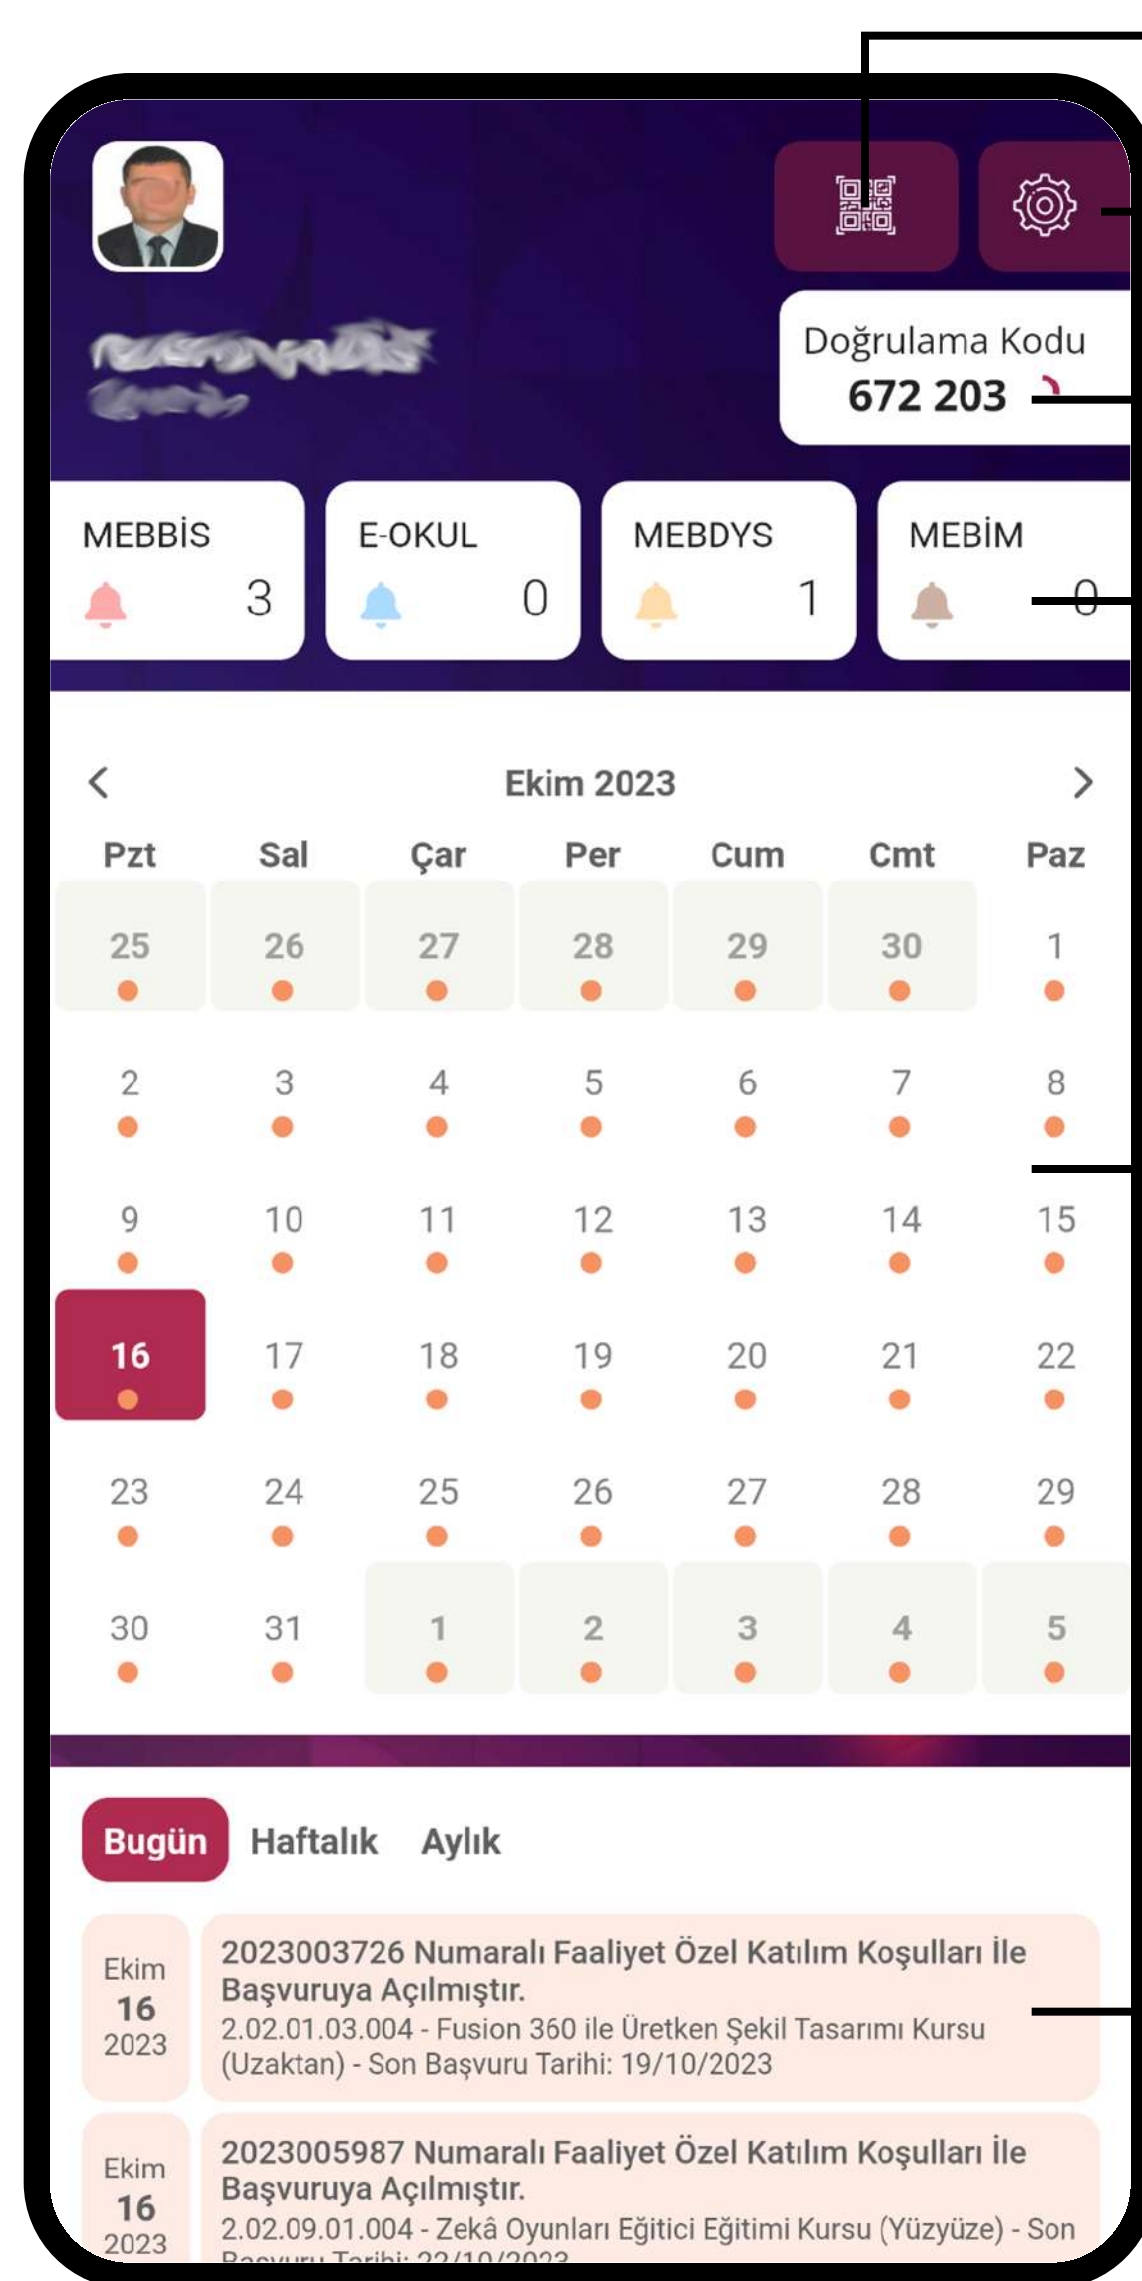 Doğrulama Kodu
672 203
MEBBİS
3
E-OKUL
0
MEBDYS
1
MEBİM
0
Ekim 2023
Pzt Sal Çar Per Cum Cmt Paz
25 26 27 28 29 30 1
2 3 4 5 6 7 8
9 10 11 12 13 14 15
16 17 18 19 20 21 22
23 24 25 26 27 28 29
30 31 1 2 3 4 5
Bugün Haftalık Aylık
Ekim
16
2023
2023003726 Numaralı Faaliyet Özel Katılım Koşulları İle
Başvuruya Açılmıştır.
2.02.01.03.004 - Fusion 360 ile Üretken Şekil Tasarımı Kursu
(Uzaktan) - Son Başvuru Tarihi: 19/10/2023
Ekim
16
2023
2023005987 Numaralı Faaliyet Özel Katılım Koşulları İle
Başvuruya Açılmıştır.
2.02.09.01.004 - Zekâ Oyunları Eğitici Eğitimi Kursu (Yüzyüze) - Son
Başvuru Tarihi: 22/10/2023